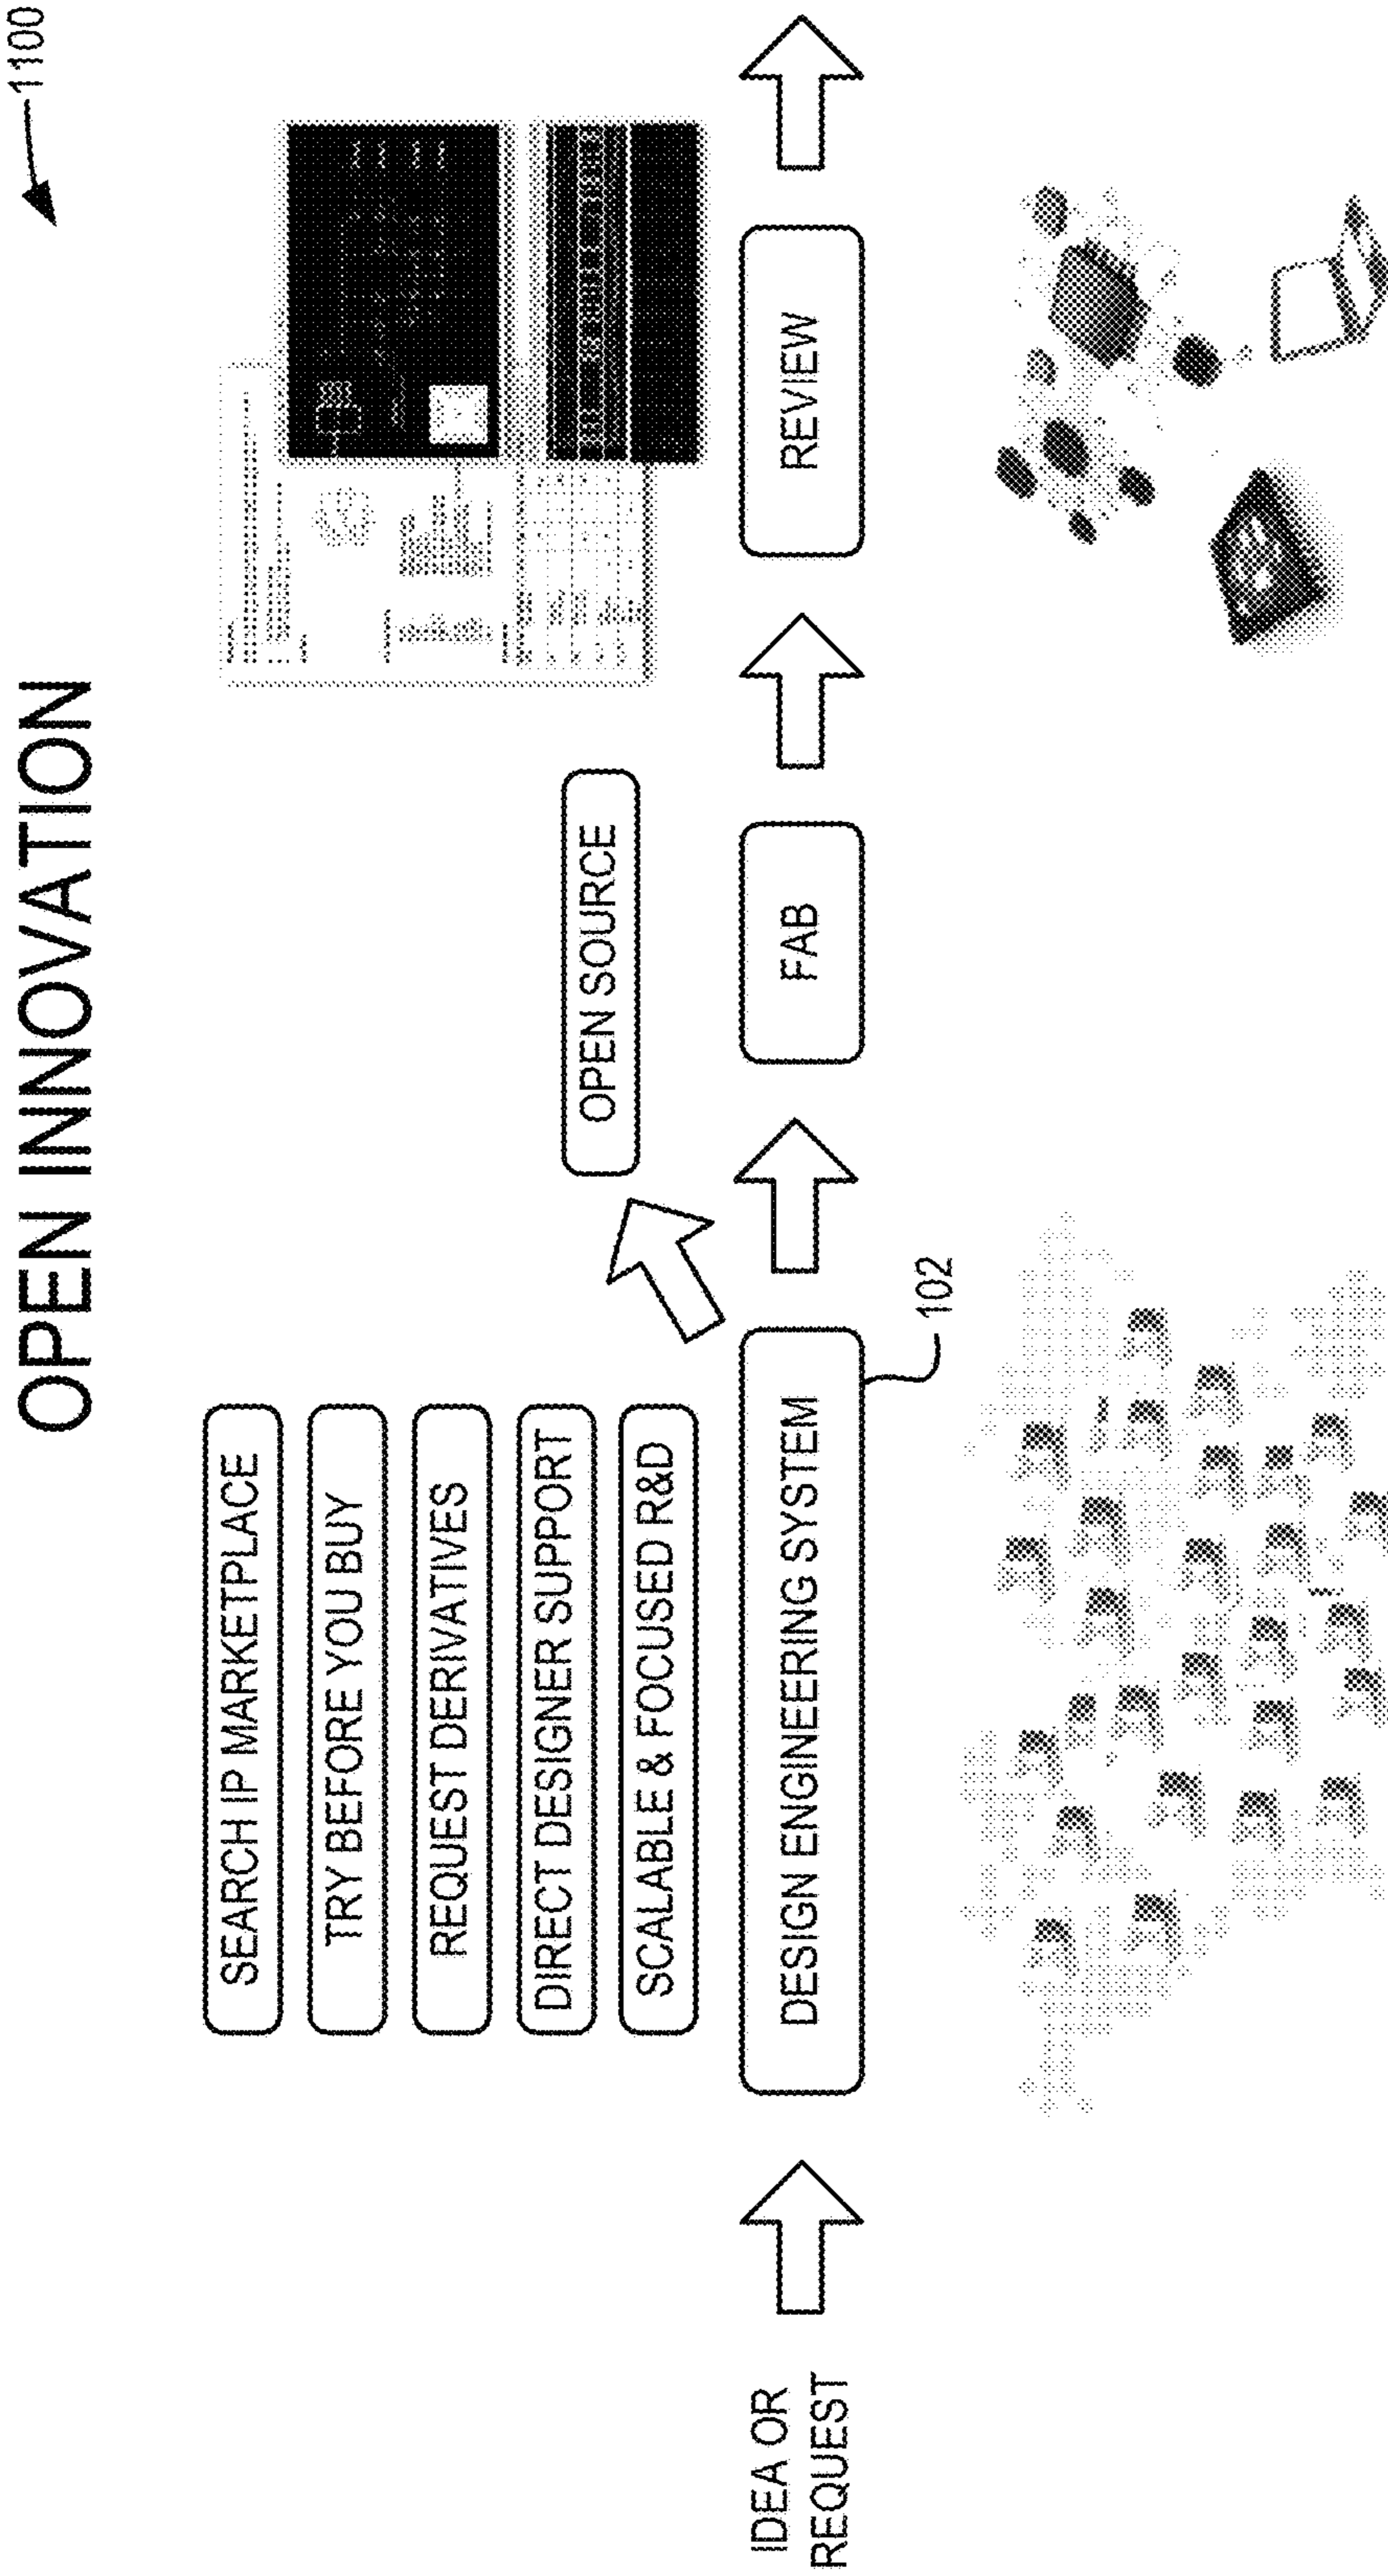 OPEN INNOVATION
1100
SEARCH IP MARKETPLACE
TRY BEFORE YOU BUY
REQUEST DERIVATIVES
DIRECT DESIGNER SUPPORT
SCALABLE & FOCUSED R&D
OPEN SOURCE
IDEA OR
REQUEST
DESIGN ENGINEERING SYSTEM
FAB
REVIEW
102